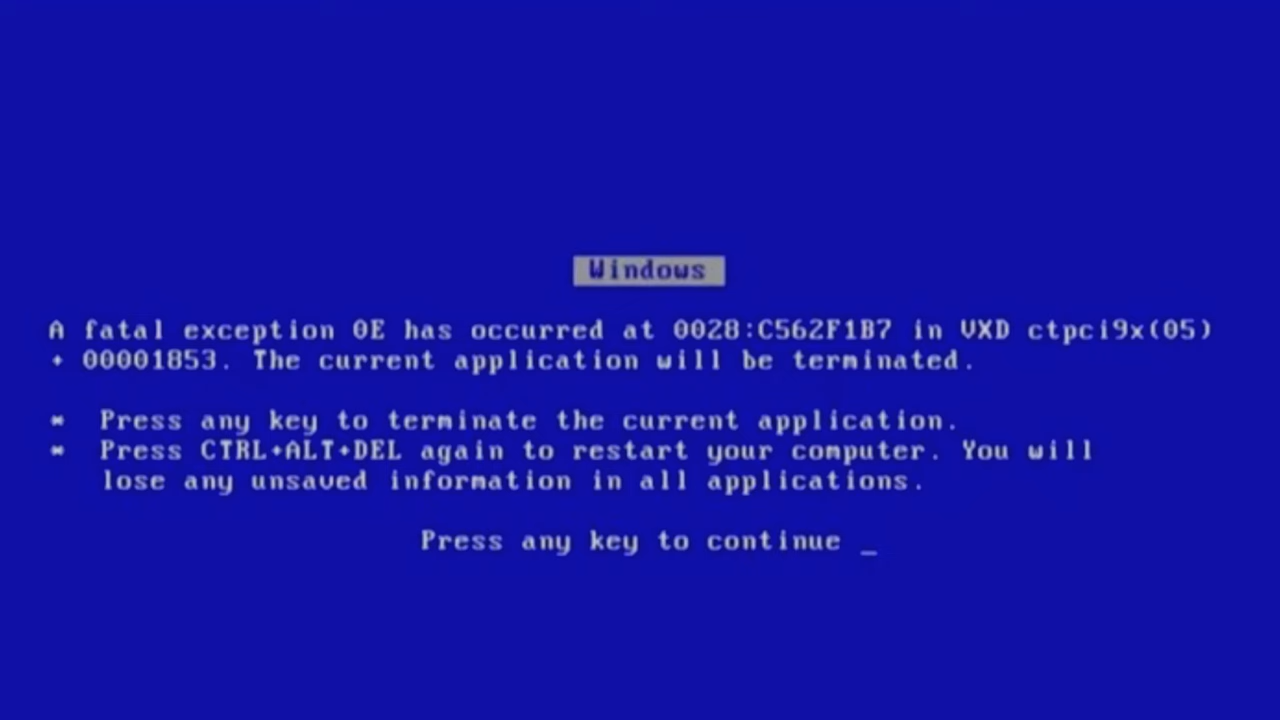 Windows
A fatal exception 0E has occurred at 0028:C562F1B7 in VXD ctpci9x(05)
+ 00001853. The current application will be terminated.
* Press any key to terminate the current application.
* Press CTRL+ALT+DEL again to restart your computer. You will
lose any unsaved information in all applications.
Press any key to continue _